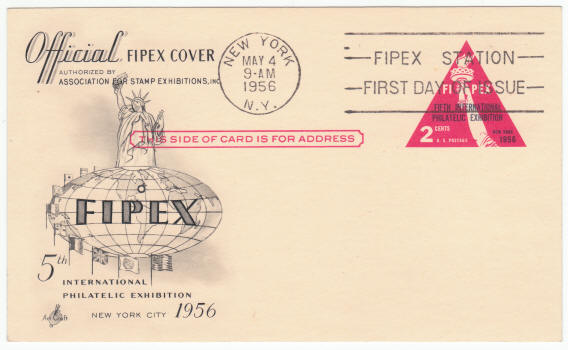 Official FIPEX COVER
AUTHORIZED BY
ASSOCIATION FOR STAMP EXHIBITIONS, INC.
NEW YORK
MAY 4
9-AM
1956
N.Y.
FIPEX STATION
FIRST DAY OF ISSUE
FIPEX
FIFTH INTERNATIONAL
PHILATELIC EXHIBITION
2 CENTS
U.S. POSTAGE
NEW YORK
1956
THIS SIDE OF CARD IS FOR ADDRESS
FIPEX
5th
INTERNATIONAL
PHILATELIC EXHIBITION
NEW YORK CITY 1956
ArtCraft